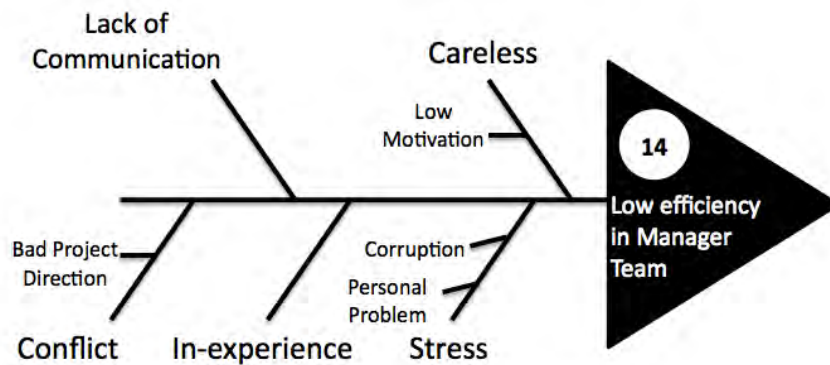 Lack of
Communication
Careless
Low
Motivation
14
Low efficiency
in Manager
Team
Bad Project
Direction
Corruption
Personal
Problem
Conflict
In-experience
Stress